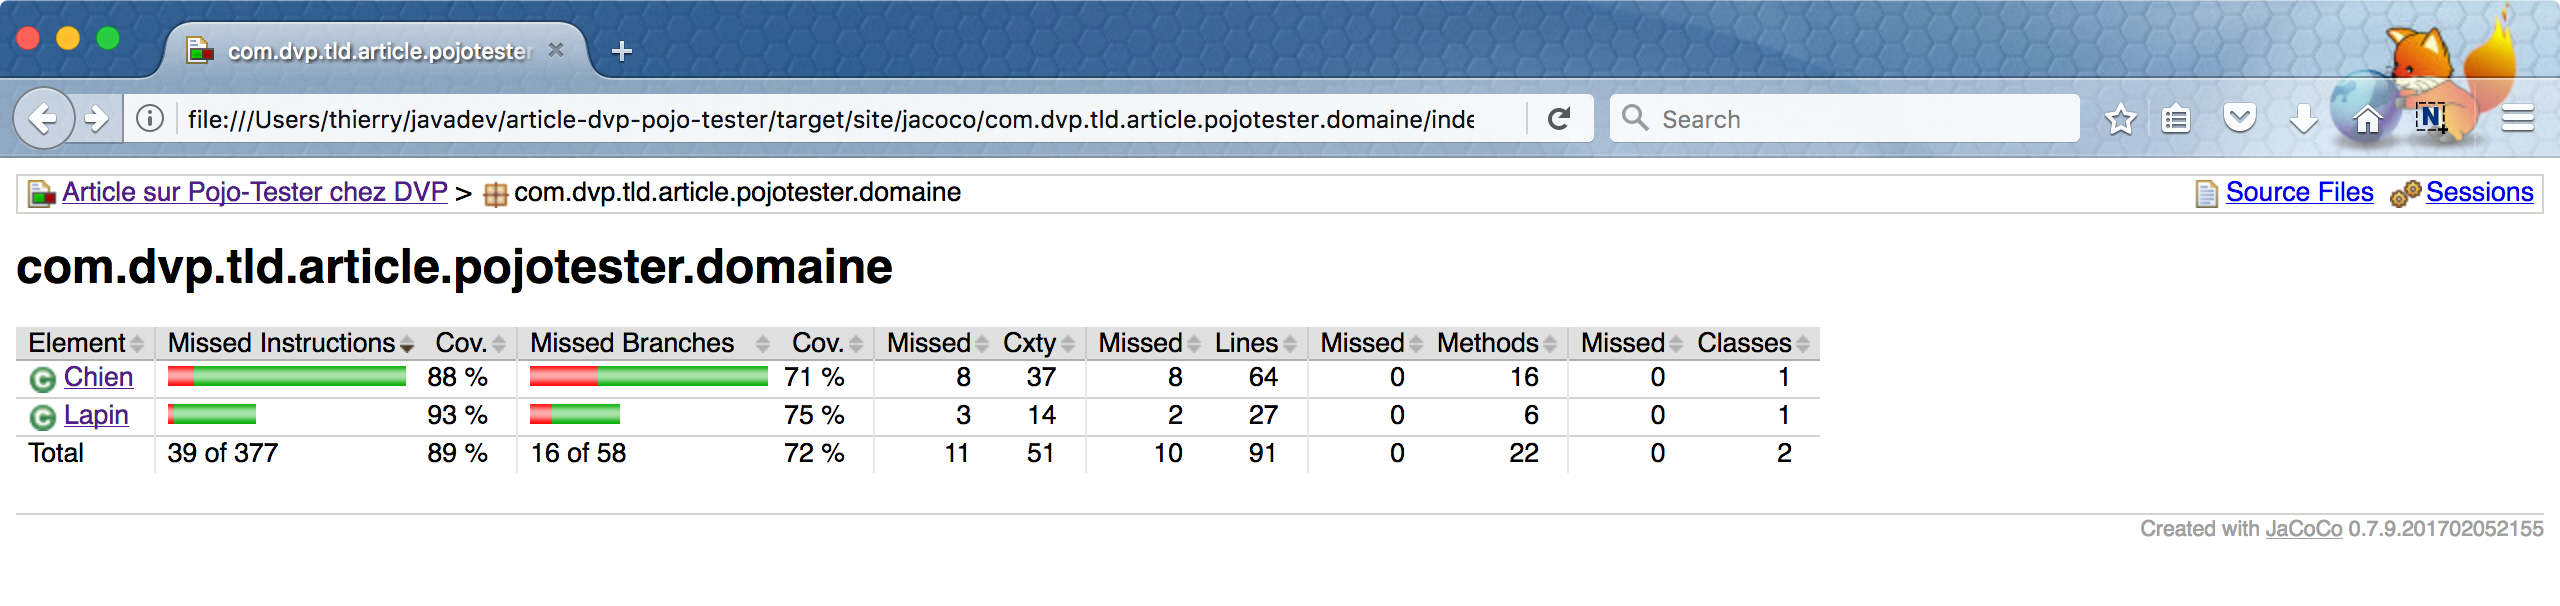 com.dvp.tld.article.pojotester
file:///Users/thierry/javadev/article-dvp-pojo-tester/target/site/jacoco/com.dvp.tld.article.pojotester.domaine/inde
Search
N
Article sur Pojo-Tester chez DVP > com.dvp.tld.article.pojotester.domaine Source Files Sessions
com.dvp.tld.article.pojotester.domaine
Element Missed Instructions Cov. Missed Branches Cov. Missed Cxty Missed Lines Missed Methods Missed Classes
C Chien 88 % 71 % 8 37 8 64 0 16 0 1
C Lapin 93 % 75 % 3 14 2 27 0 6 0 1
Total 39 of 377 89 % 16 of 58 72 % 11 51 10 91 0 22 0 2
Created with JaCoCo 0.7.9.201702052155